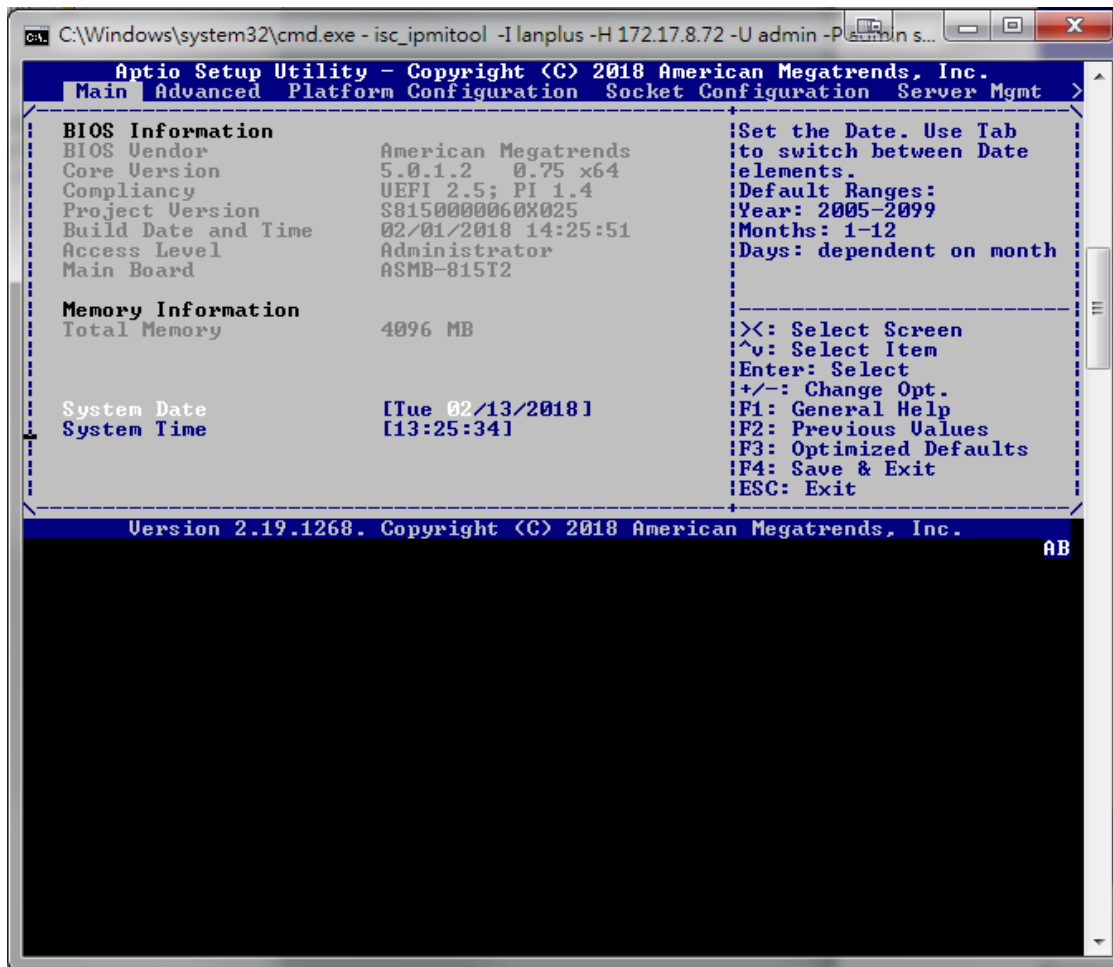 C:\Windows\system32\cmd.exe - isc_ipmitool -I lanplus -H 172.17.8.72 -U admin -P admin s...
Aptio Setup Utility - Copyright (C) 2018 American Megatrends, Inc.
Main Advanced Platform Configuration Socket Configuration Server Mgmt >
BIOS Information
BIOS Vendor American Megatrends
Core Version 5.0.1.2 0.75 x64
Compliancy UEFI 2.5; PI 1.4
Project Version S8150000060X025
Build Date and Time 02/01/2018 14:25:51
Access Level Administrator
Main Board ASMB-815T2
Memory Information
Total Memory 4096 MB
System Date [Tue 02/13/2018]
System Time [13:25:34]
Set the Date. Use Tab
to switch between Date
elements.
Default Ranges:
Year: 2005-2099
Months: 1-12
Days: dependent on month
><: Select Screen
^v: Select Item
Enter: Select
+/-: Change Opt.
F1: General Help
F2: Previous Values
F3: Optimized Defaults
F4: Save & Exit
ESC: Exit
Version 2.19.1268. Copyright (C) 2018 American Megatrends, Inc.
AB